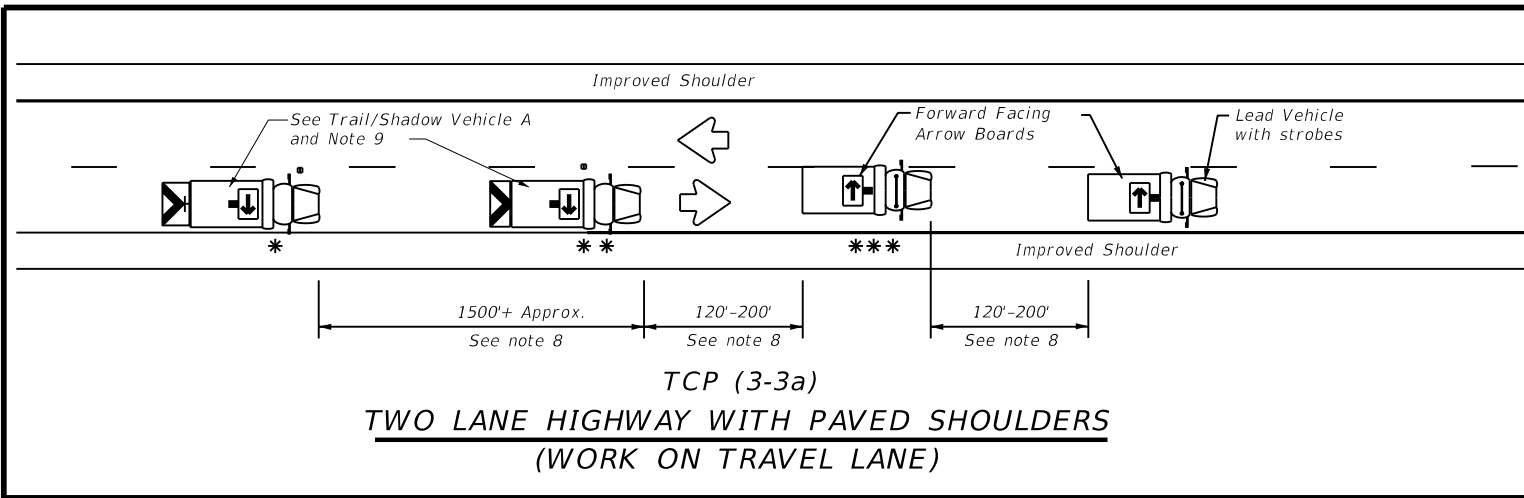 Improved Shoulder
See Trail/Shadow Vehicle A
and Note 9
Forward Facing
Arrow Boards
Lead Vehicle
with strobes
*
* *
***
Improved Shoulder
1500'+ Approx.
See note 8
120'-200'
See note 8
120'-200'
See note 8
TCP (3-3a)
TWO LANE HIGHWAY WITH PAVED SHOULDERS
(WORK ON TRAVEL LANE)